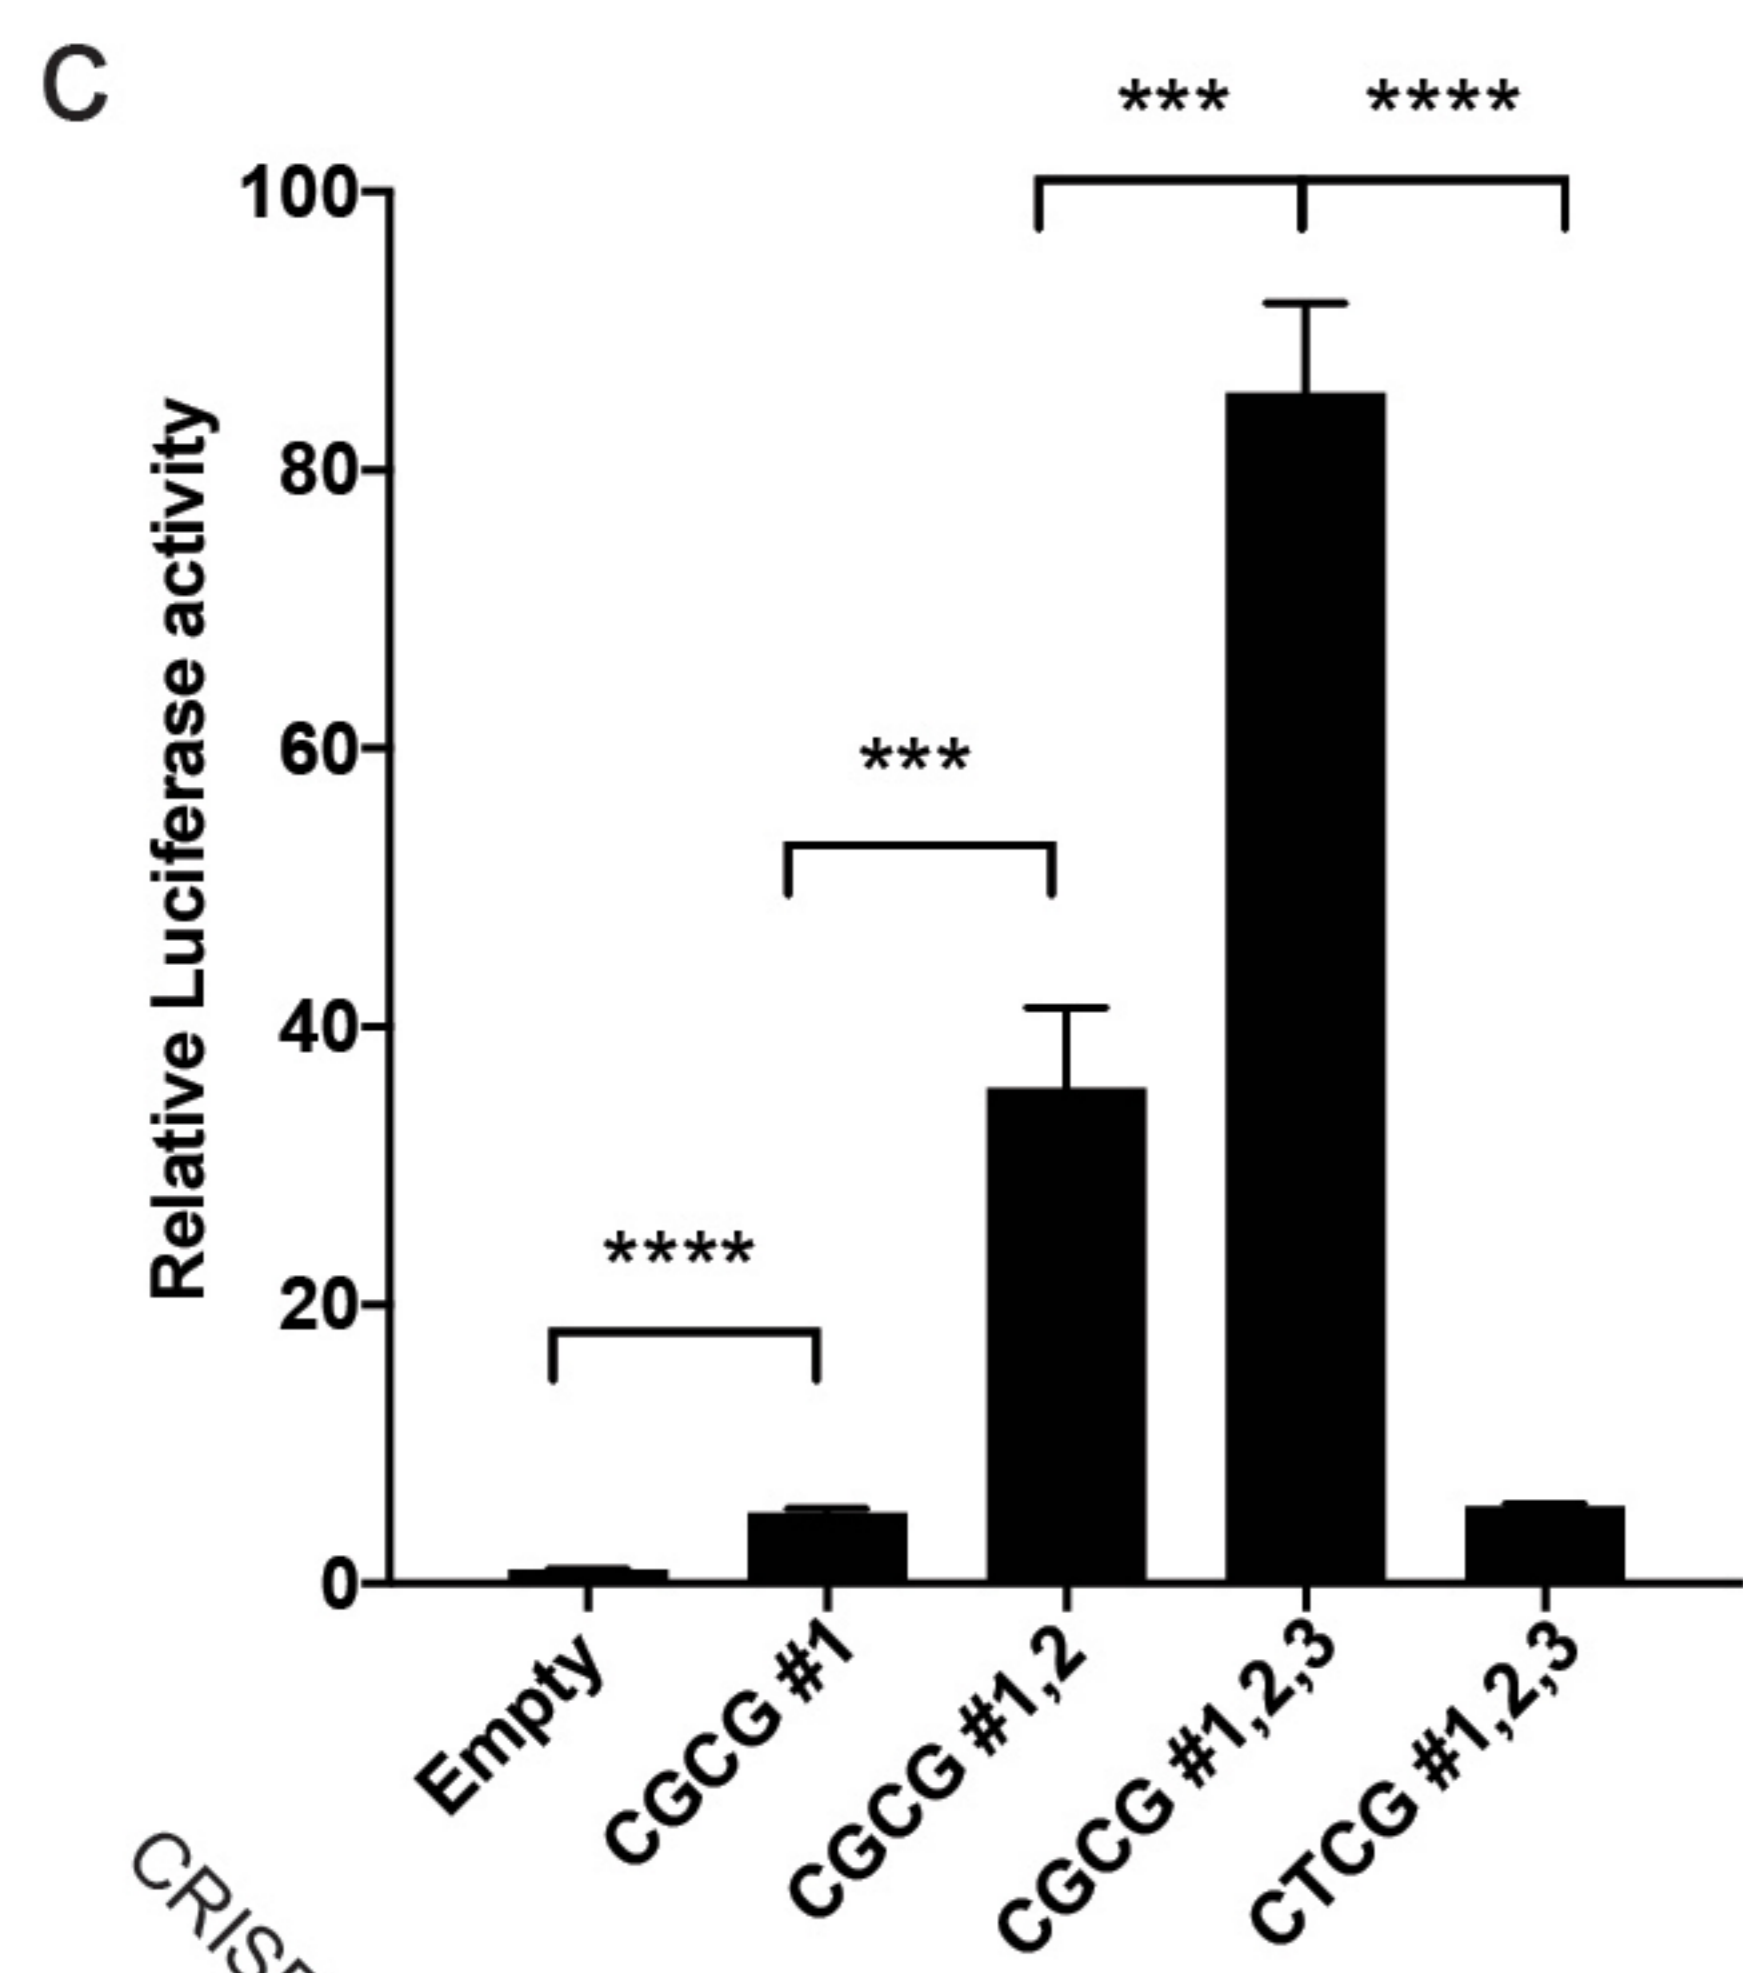 C
*** ****
100
80
60
***
40
****
20
0
Relative Luciferase activity
Empty
CGCG #1
CGCG #1,2
CGCG #1,2,3
CTCG #1,2,3